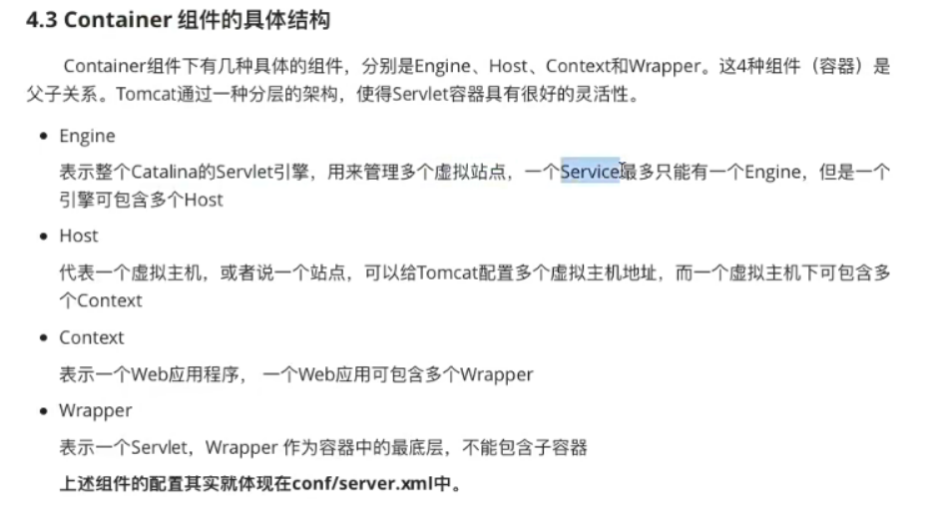 4.3 Container 组件的具体结构
Container组件下有几种具体的组件，分别是Engine、Host、Context和Wrapper。这4种组件（容器）是
父子关系。Tomcat通过一种分层的架构，使得Servlet容器具有很好的灵活性。
• Engine
表示整个Catalina的Servlet引擎，用来管理多个虚拟站点，一个Service最多只能有一个Engine，但是一个
引擎可包含多个Host
• Host
代表一个虚拟主机，或者说一个站点，可以给Tomcat配置多个虚拟主机地址，而一个虚拟主机下可包含多
个Context
• Context
表示一个Web应用程序， 一个Web应用可包含多个Wrapper
• Wrapper
表示一个Servlet，Wrapper 作为容器中的最底层，不能包含子容器
上述组件的配置其实就体现在conf/server.xml中。